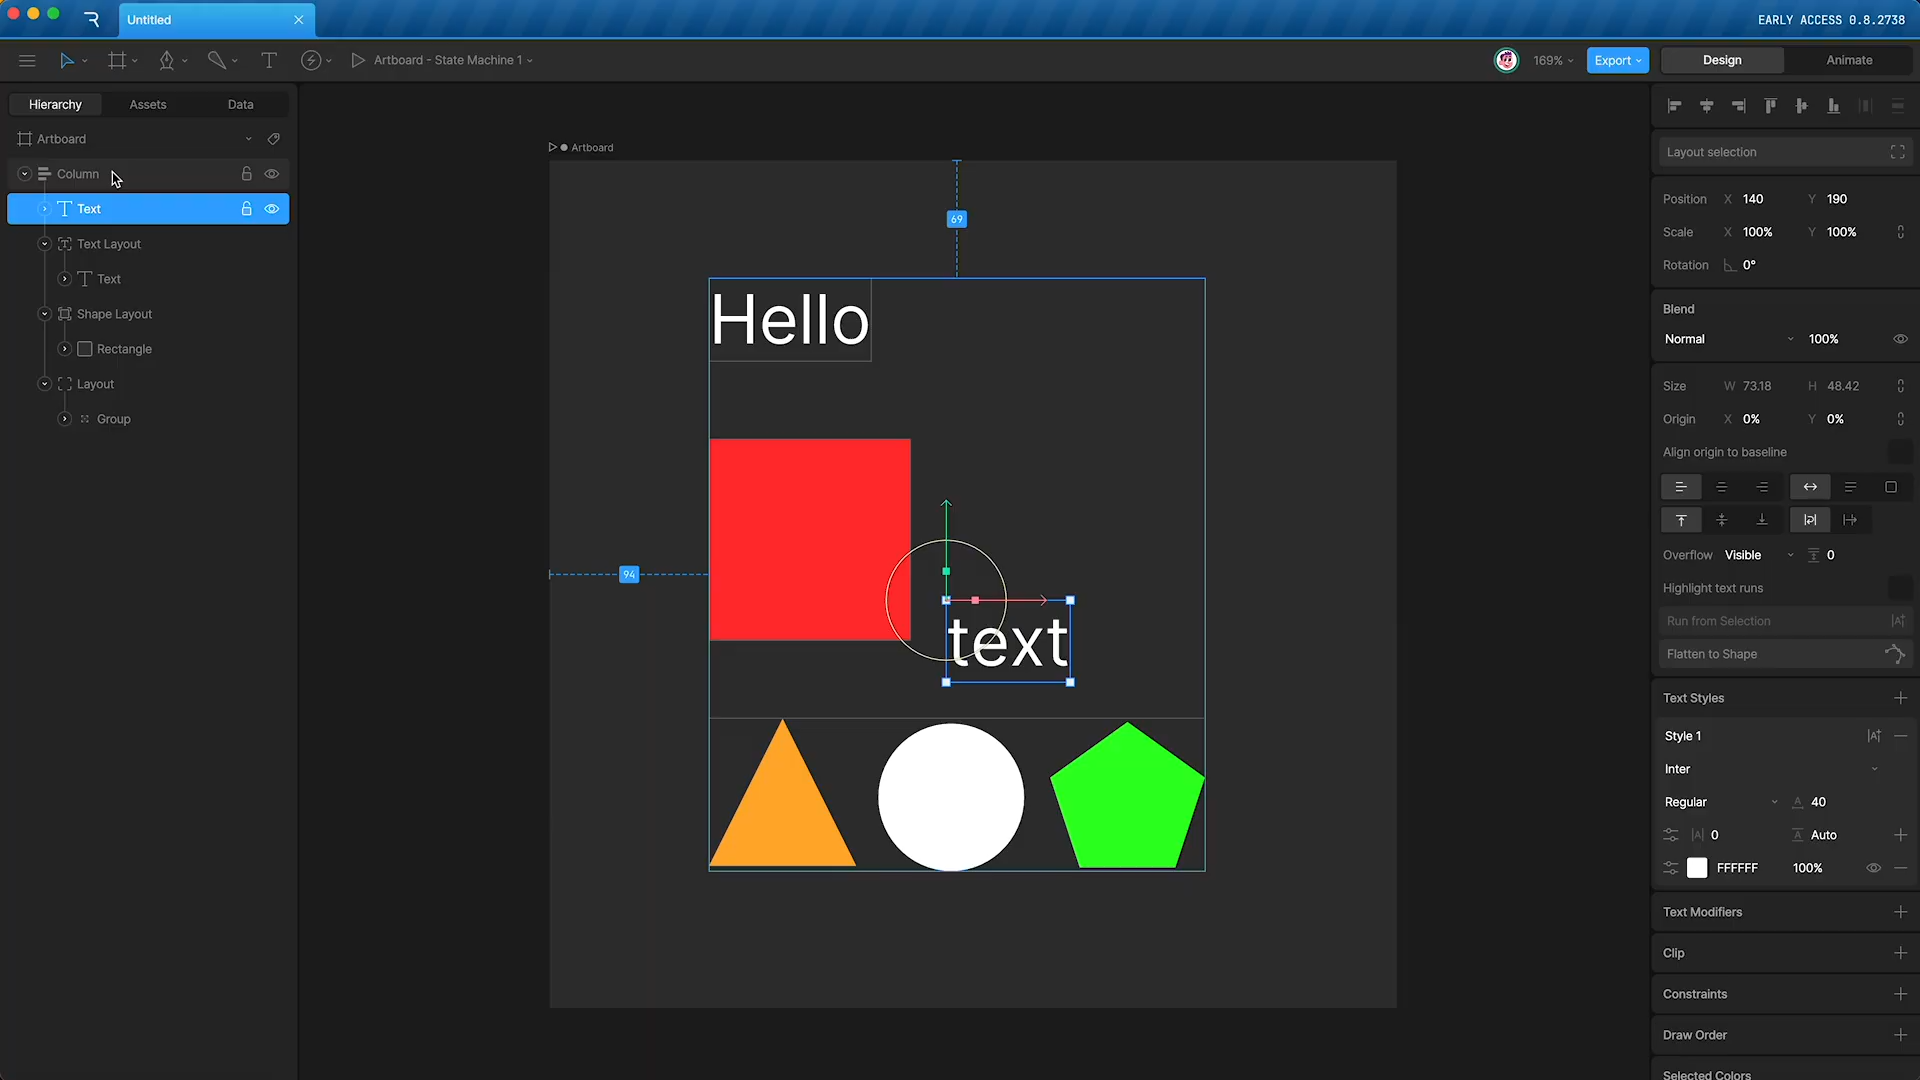 Untitled
EARLY ACCESS 0.8.2738
Artboard - State Machine 1
169%
Export
Design
Animate
Hierarchy
Assets
Data
Artboard
Column
Text
Text Layout
Text
Shape Layout
Rectangle
Layout
Group
Artboard
69
94
Hello
text
Layout selection
Position X 140 Y 190
Scale X 100% Y 100%
Rotation 0°
Blend
Normal 100%
Size W 73.18 H 48.42
Origin X 0% Y 0%
Align origin to baseline
Overflow Visible 0
Highlight text runs
Run from Selection
Flatten to Shape
Text Styles
Style 1
Inter
Regular 40
0 Auto
FFFFFF 100%
Text Modifiers
Clip
Constraints
Draw Order
Selected Colors